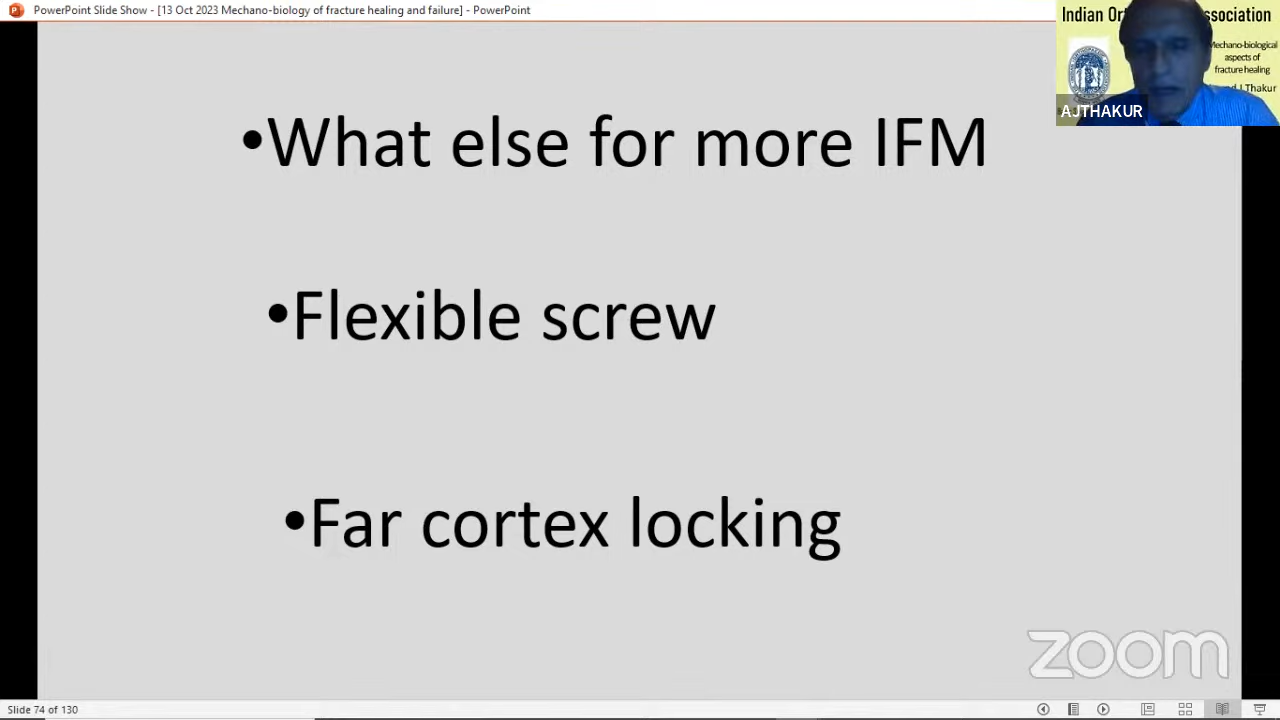 PowerPoint Slide Show - [13 Oct 2023 Mechano-biology of fracture healing and failure] - PowerPoint
Indian Or
ssociation
Mechano-biological
aspects of
fracture healing
Thakur
AJTHAKUR
•What else for more IFM
•Flexible screw
•Far cortex locking
zoom
Slide 74 of 130